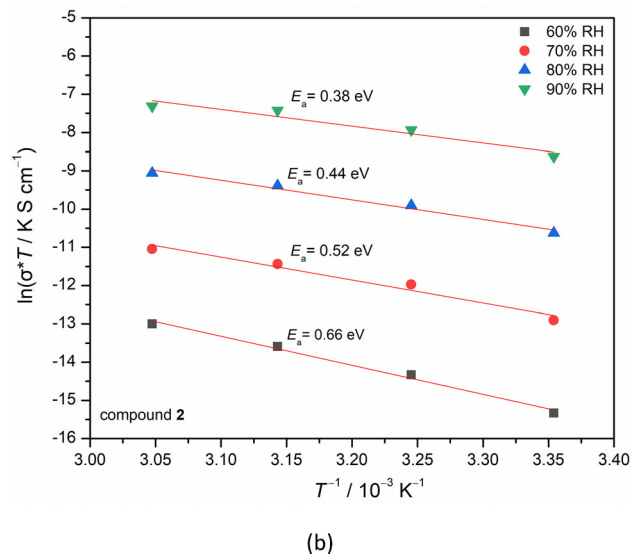 -5
-6
-7
-8
-9
-10
-11
-12
-13
-14
-15
-16
ln(σ*T / K S cm⁻¹)
60% RH
70% RH
80% RH
90% RH
Eₐ= 0.38 eV
Eₐ= 0.44 eV
Eₐ= 0.52 eV
Eₐ= 0.66 eV
compound 2
3.00 3.05 3.10 3.15 3.20 3.25 3.30 3.35 3.40
T⁻¹ / 10⁻³ K⁻¹
(b)